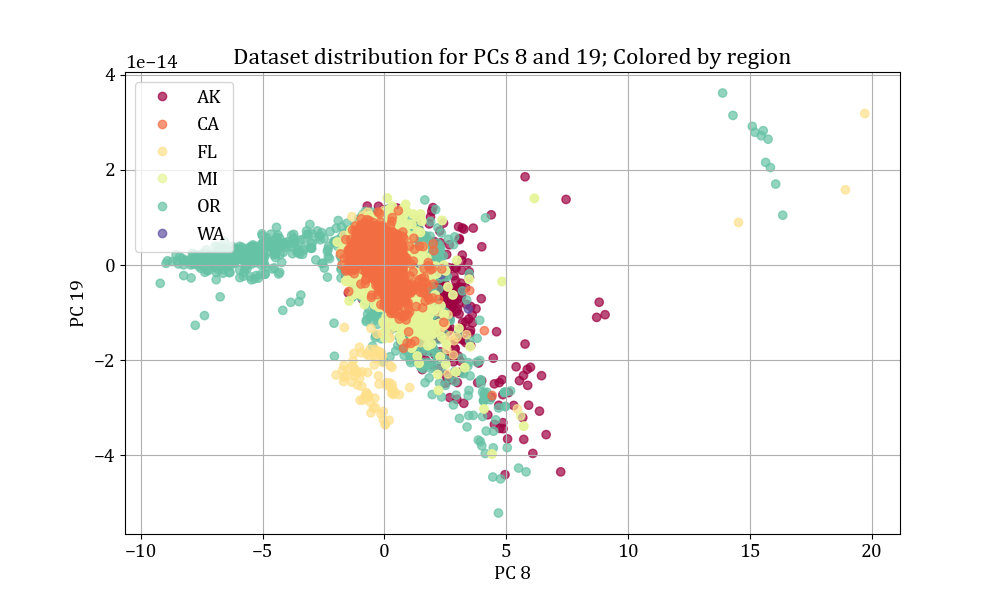 Dataset distribution for PCs 8 and 19; Colored by region
1e−14
4
2
0
−2
−4
PC 19
AK
CA
FL
MI
OR
WA
−10 −5 0 5 10 15 20
PC 8